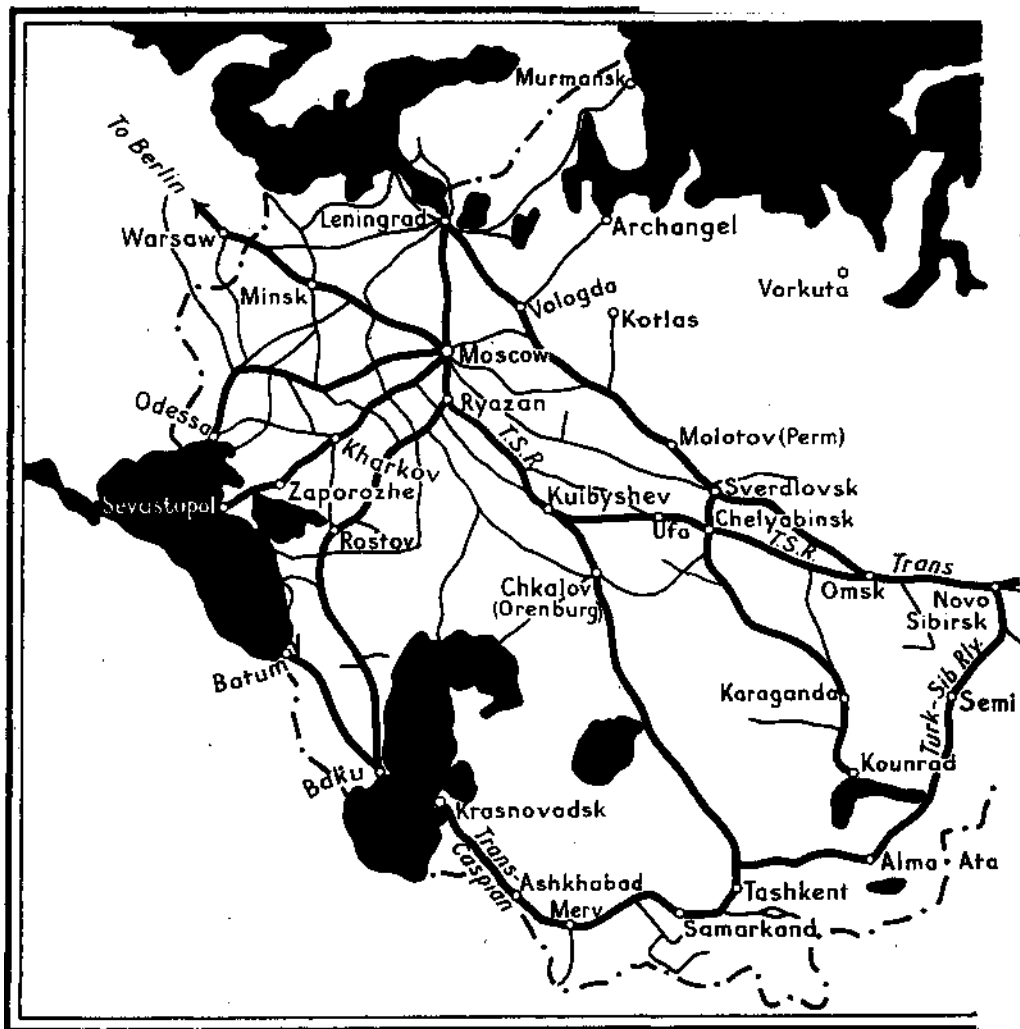 Murmansk
To Berlin
Leningrad
Archangel
Warsaw
Vorkuta
Minsk
Vologda
Kotlas
Moscow
Ryazan
Odessa
T.S.R.
Molotov (Perm)
Kharkov
Zaporozhe
Kuibyshev
Sverdlovsk
Sevastopol
Ufa
Chelyabinsk
Rostov
T.S.R.
Trans
Chkalov
(Orenburg)
Omsk
Novo
Sibirsk
Batum
Karaganda
Turk-Sib Rly.
Semi
Baku
Kounrad
Krasnovadsk
Trans-
Caspian
Alma-Ata
Ashkhabad
Tashkent
Merv
Samarkand